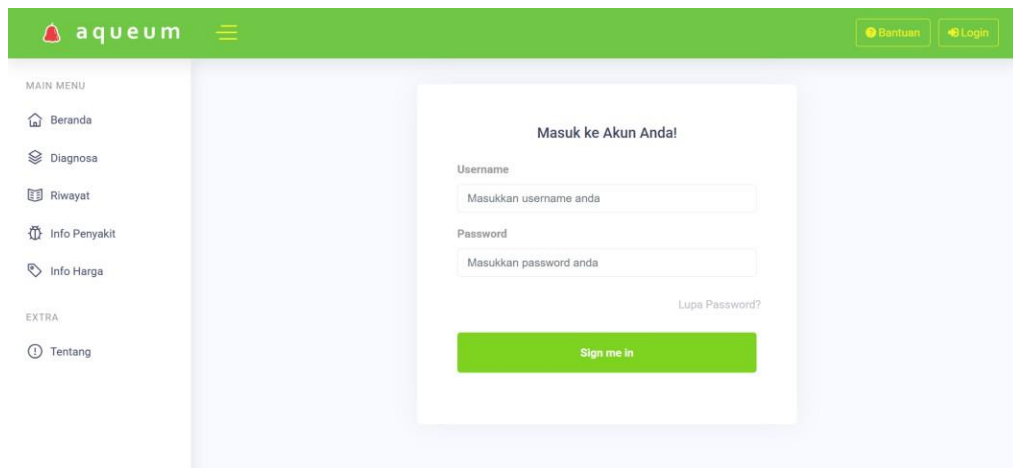 aqueum
Bantuan
Login
MAIN MENU
Beranda
Diagnosa
Riwayat
Info Penyakit
Info Harga
EXTRA
Tentang
Masuk ke Akun Anda!
Username
Masukkan username anda
Password
Masukkan password anda
Lupa Password?
Sign me in